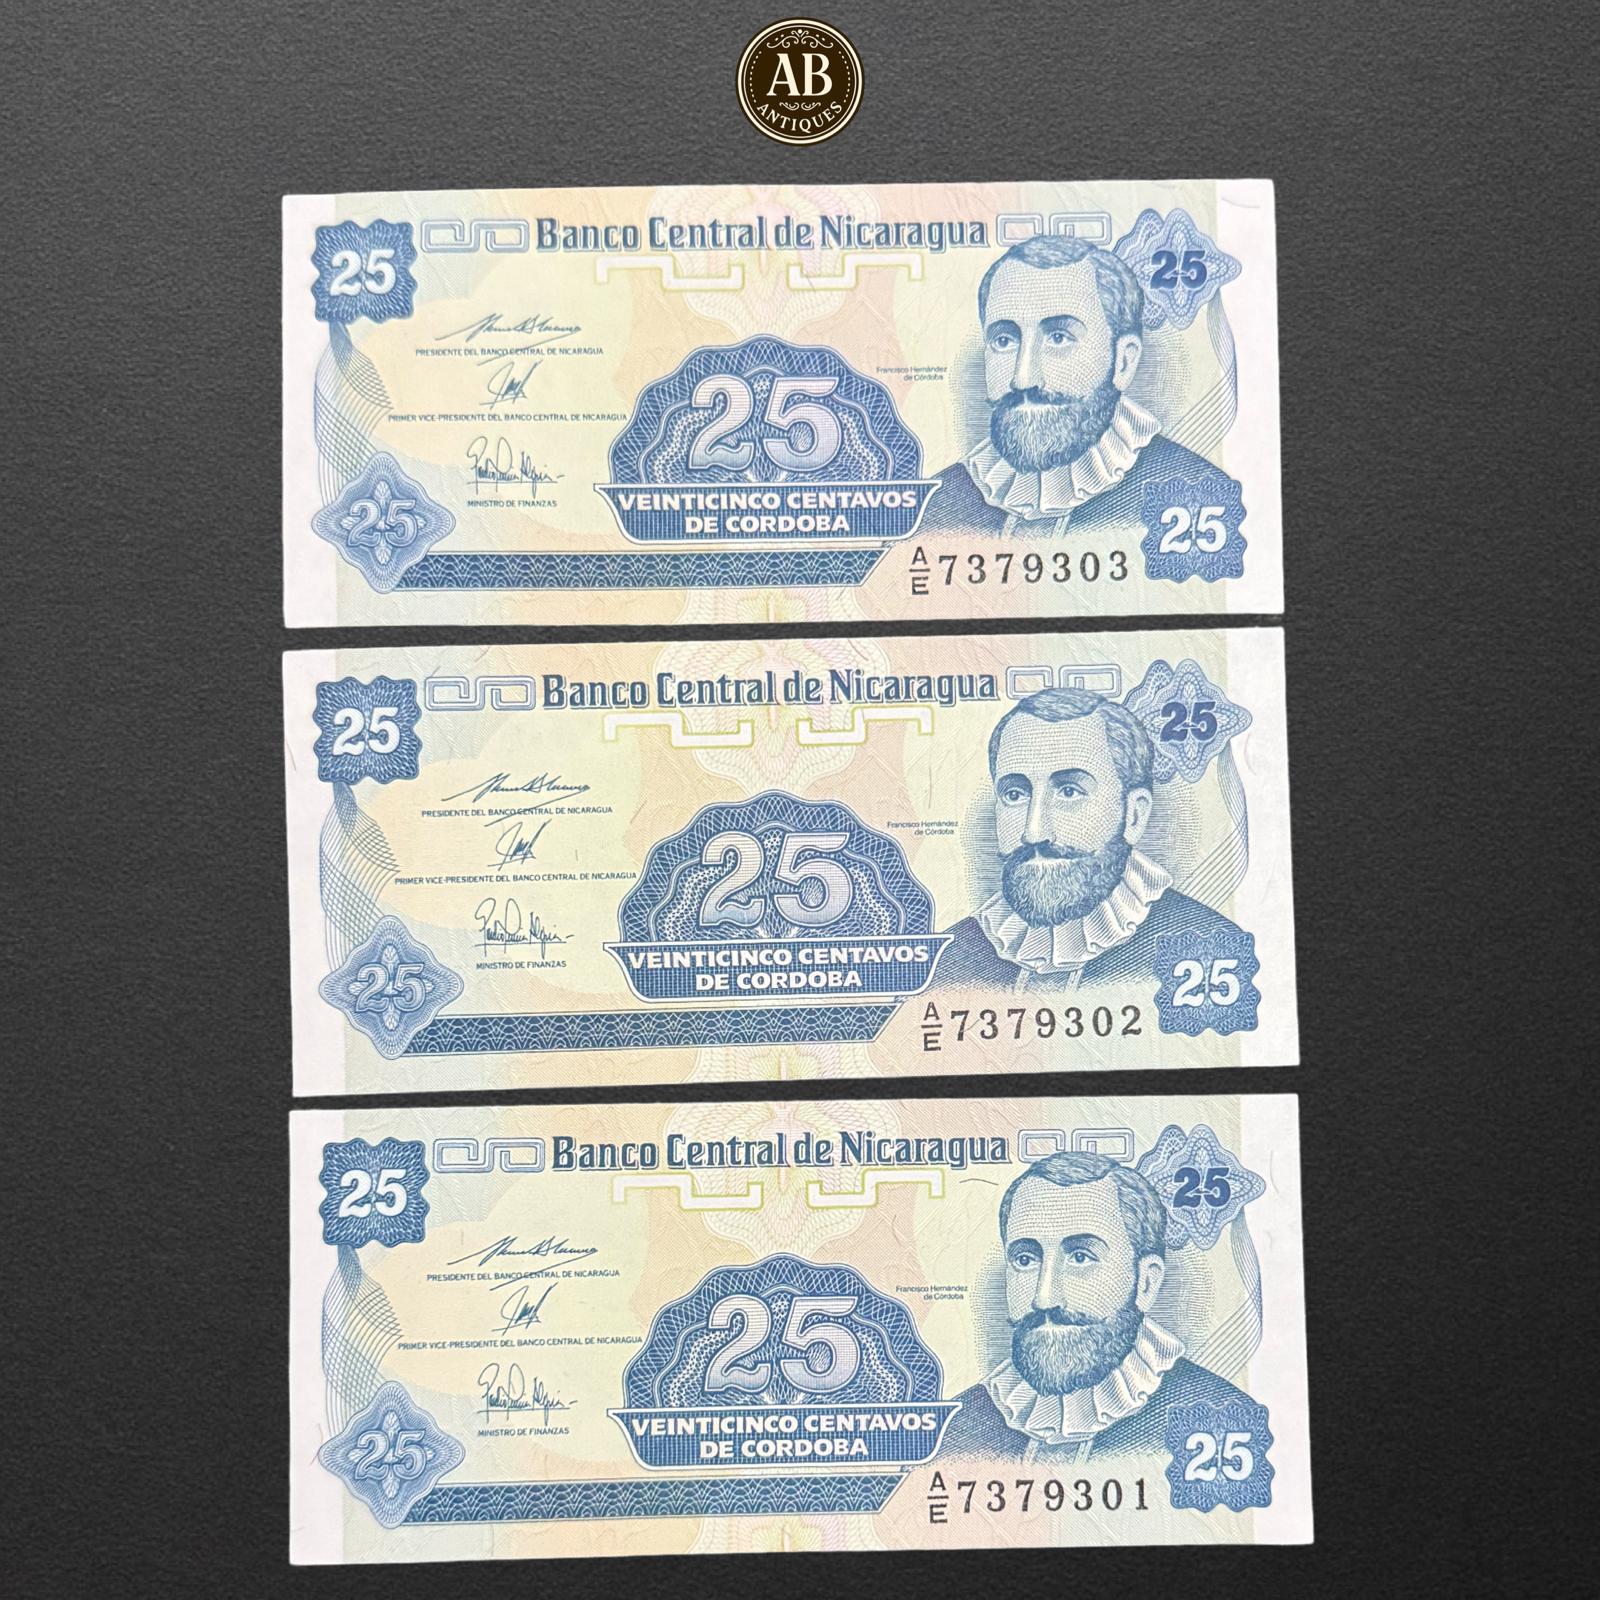 AB
ANTIQUES
25
Banco Central de Nicaragua
25
PRESIDENTE DEL BANCO CENTRAL DE NICARAGUA
Francisco Hernández
de Córdoba
PRIMER VICE-PRESIDENTE DEL BANCO CENTRAL DE NICARAGUA
25
MINISTRO DE FINANZAS
25
VEINTICINCO CENTAVOS
DE CORDOBA
25
A/E 7379303
25
Banco Central de Nicaragua
25
PRESIDENTE DEL BANCO CENTRAL DE NICARAGUA
Francisco Hernández
de Córdoba
PRIMER VICE-PRESIDENTE DEL BANCO CENTRAL DE NICARAGUA
25
MINISTRO DE FINANZAS
25
VEINTICINCO CENTAVOS
DE CORDOBA
25
A/E 7379302
25
Banco Central de Nicaragua
25
PRESIDENTE DEL BANCO CENTRAL DE NICARAGUA
Francisco Hernández
de Córdoba
PRIMER VICE-PRESIDENTE DEL BANCO CENTRAL DE NICARAGUA
25
MINISTRO DE FINANZAS
25
VEINTICINCO CENTAVOS
DE CORDOBA
25
A/E 7379301